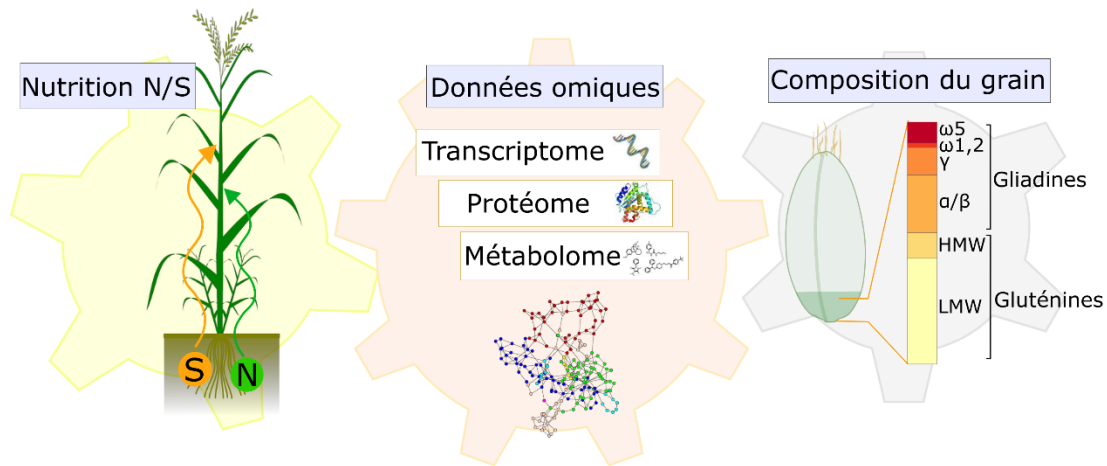 Nutrition N/S
S
N
Données omiques
Transcriptome
Protéome
Métabolome
Composition du grain
ω5
ω1,2
γ
α/β
HMW
LMW
Gliadines
Gluténines